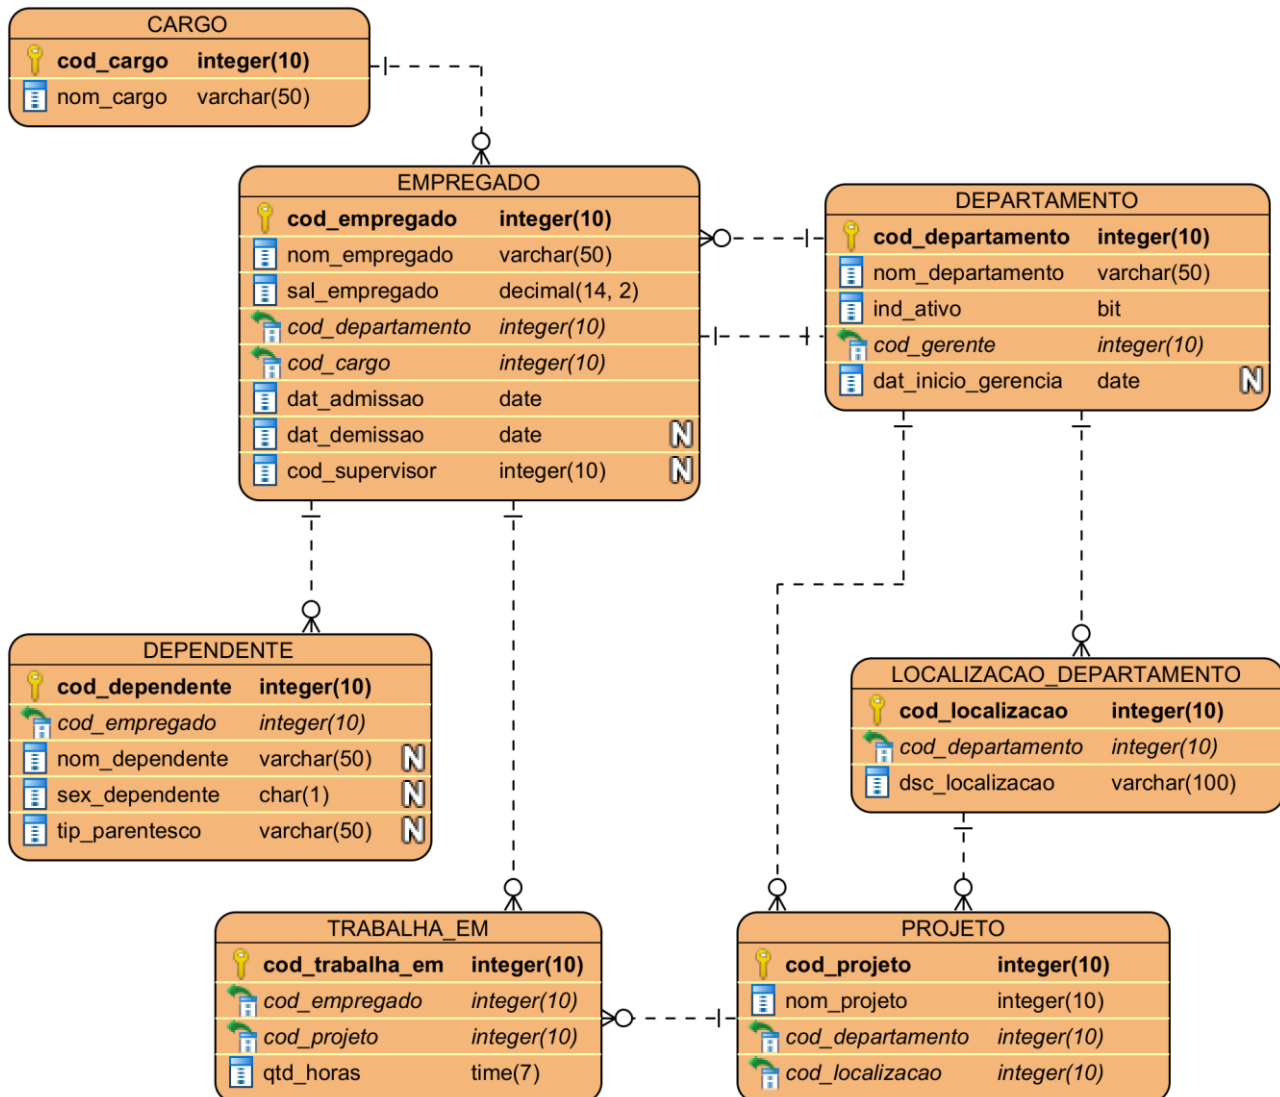 CARGO
cod_cargo integer(10)
nom_cargo varchar(50)
EMPREGADO
cod_empregado integer(10)
nom_empregado varchar(50)
sal_empregado decimal(14, 2)
cod_departamento integer(10)
cod_cargo integer(10)
dat_admissao date
dat_demissao date N
cod_supervisor integer(10) N
DEPARTAMENTO
cod_departamento integer(10)
nom_departamento varchar(50)
ind_ativo bit
cod_gerente integer(10)
dat_inicio_gerencia date N
DEPENDENTE
cod_dependente integer(10)
cod_empregado integer(10)
nom_dependente varchar(50) N
sex_dependente char(1) N
tip_parentesco varchar(50) N
LOCALIZACAO_DEPARTAMENTO
cod_localizacao integer(10)
cod_departamento integer(10)
dsc_localizacao varchar(100)
TRABALHA_EM
cod_trabalha_em integer(10)
cod_empregado integer(10)
cod_projeto integer(10)
qtd_horas time(7)
PROJETO
cod_projeto integer(10)
nom_projeto integer(10)
cod_departamento integer(10)
cod_localizacao integer(10)